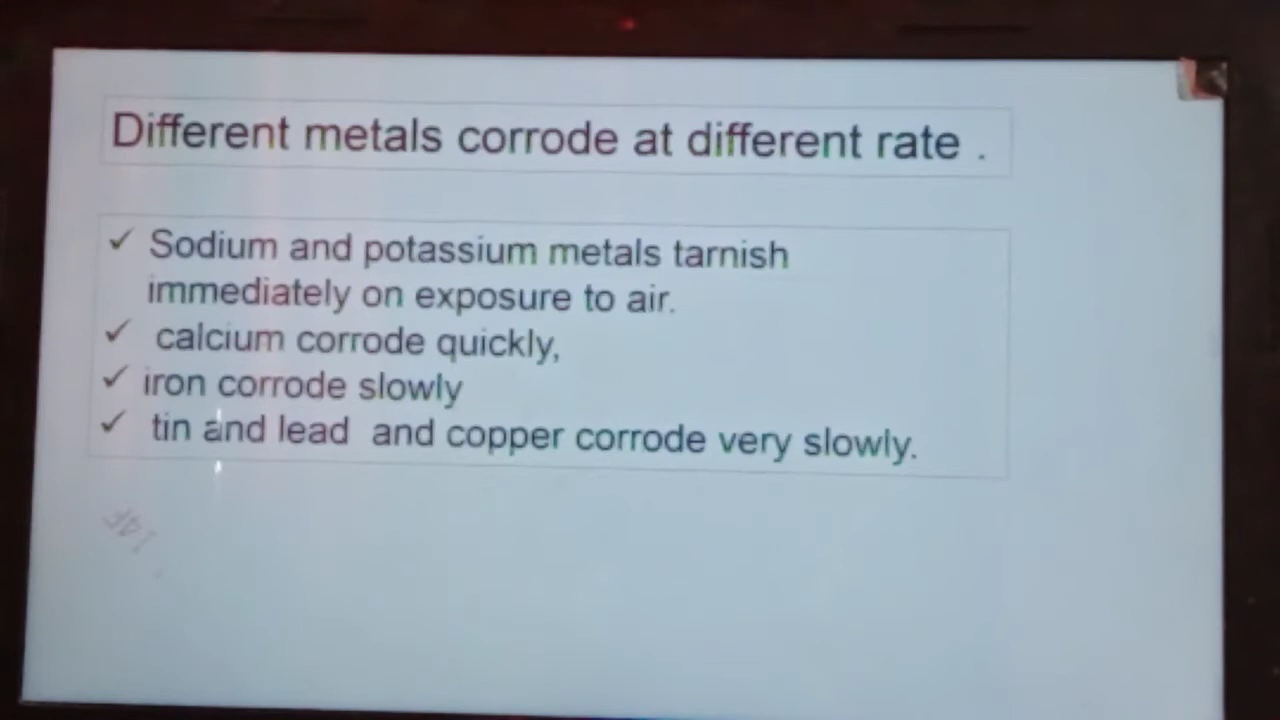 Different metals corrode at different rate .
✓ Sodium and potassium metals tarnish
immediately on exposure to air.
✓ calcium corrode quickly,
✓ iron corrode slowly
✓ tin and lead and copper corrode very slowly.